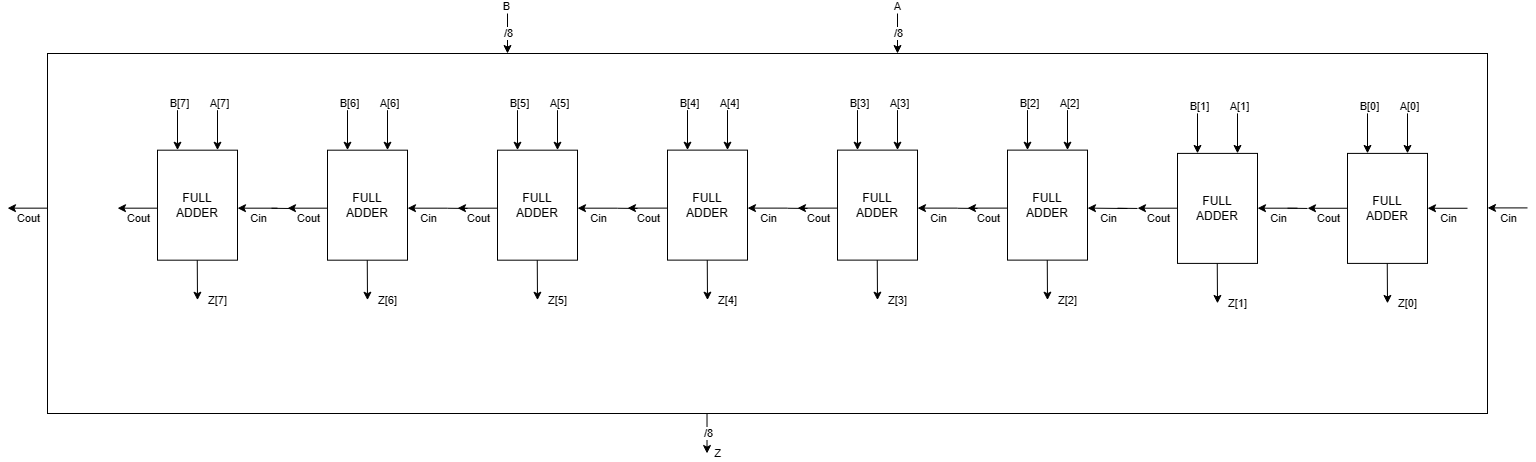 B
A
/8
/8
B[7] A[7] B[6] A[6] B[5] A[5] B[4] A[4] B[3] A[3] B[2] A[2] B[1] A[1] B[0] A[0]
FULL ADDER
FULL ADDER
FULL ADDER
FULL ADDER
FULL ADDER
FULL ADDER
FULL ADDER
FULL ADDER
Cout Cout Cin Cout Cin Cout Cin Cout Cin Cout Cin Cout Cin Cout Cin Cout Cin Cin
Z[7] Z[6] Z[5] Z[4] Z[3] Z[2] Z[1] Z[0]
/8
Z